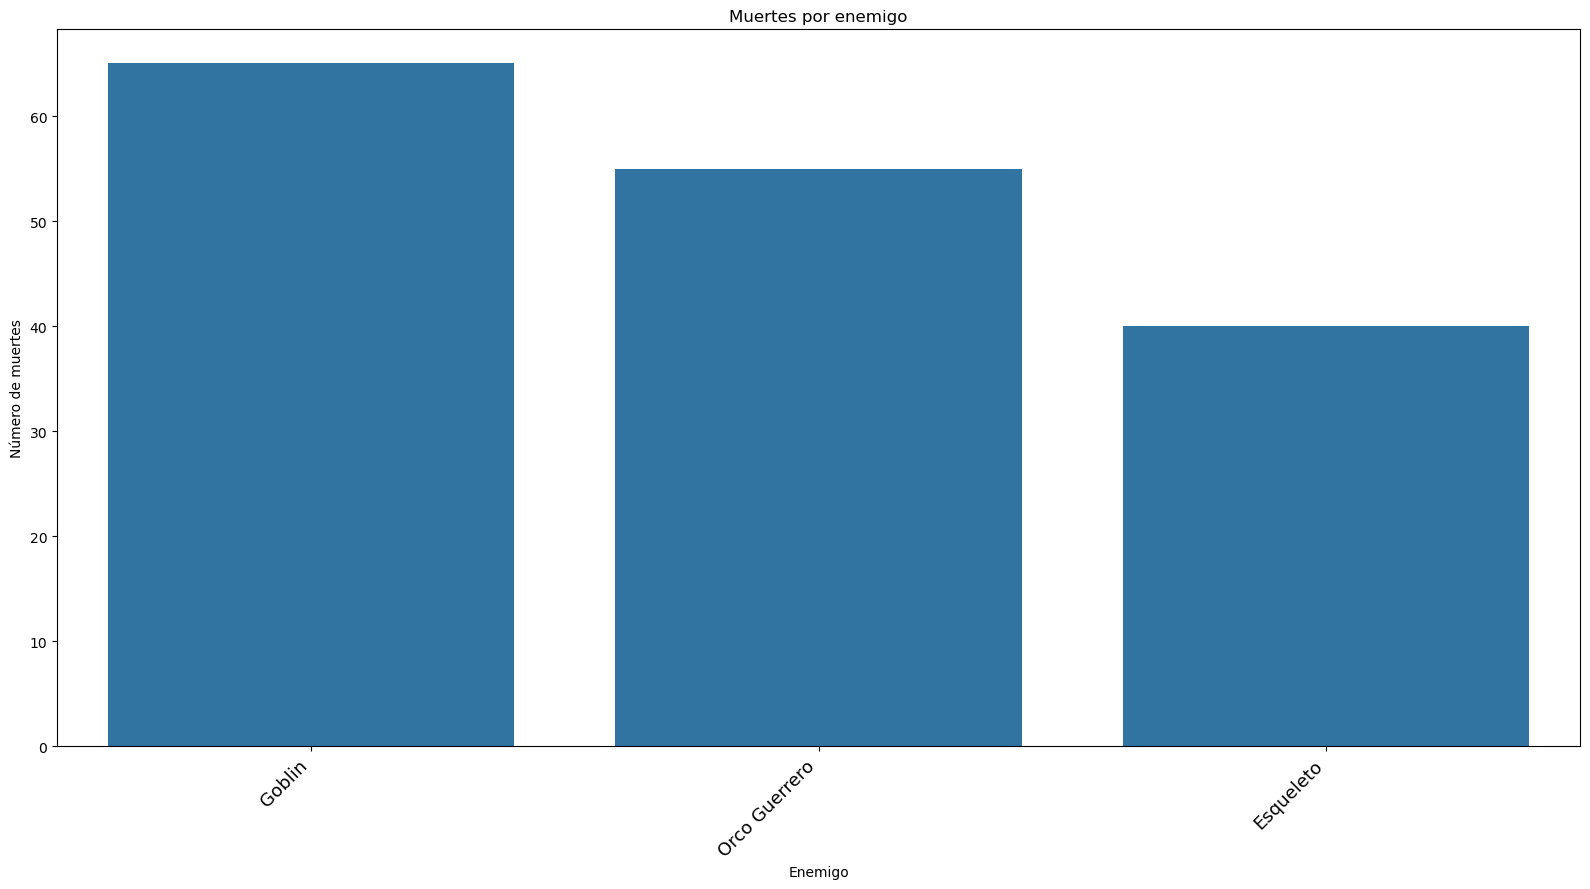 Muertes por enemigo
Número de muertes
60
50
40
30
20
10
0
Goblin
Orco Guerrero
Esqueleto
Enemigo